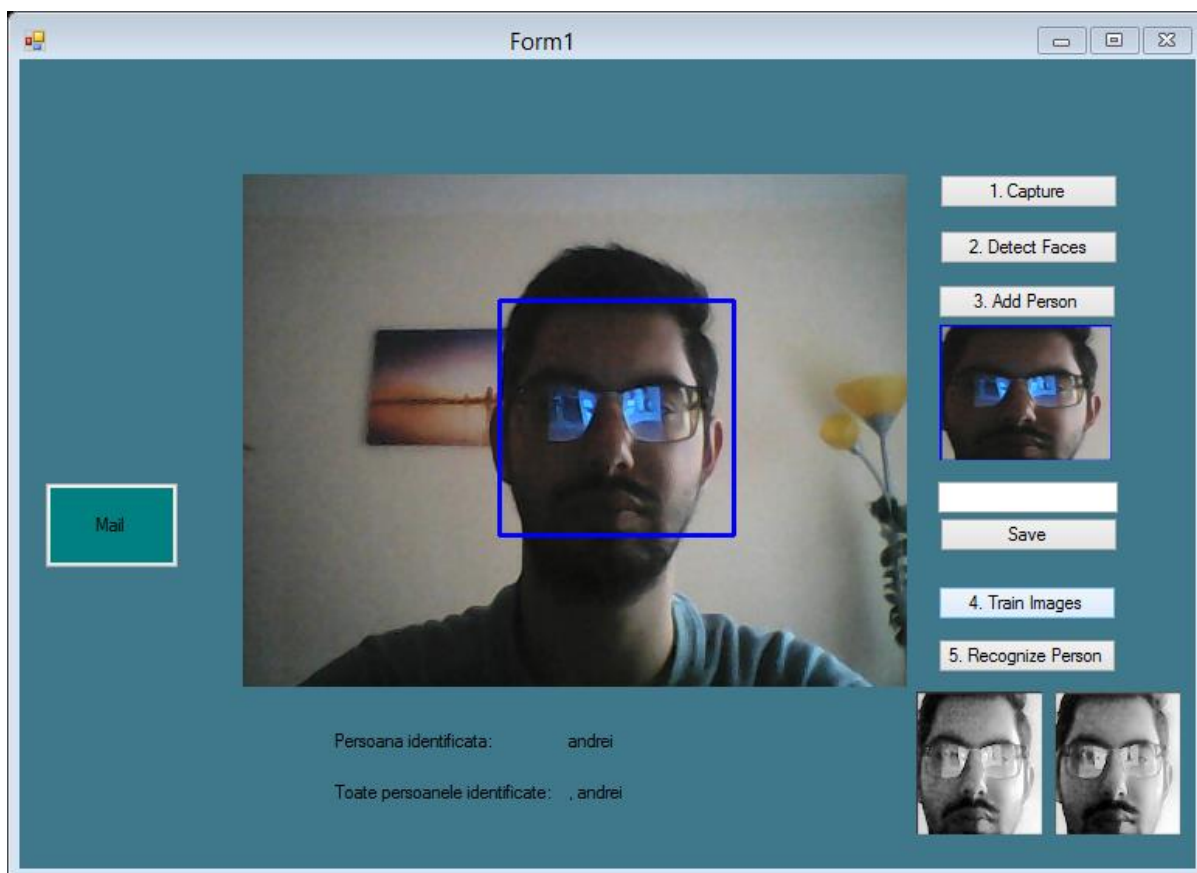 Form1
1. Capture
2. Detect Faces
3. Add Person
Mail
Save
4. Train Images
5. Recognize Person
Persoana identificata: andrei
Toate persoanele identificate: , andrei